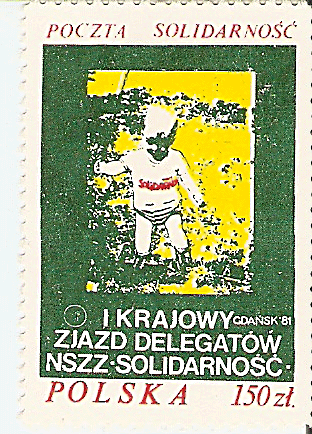 POCZTA SOLIDARNOŚĆ
SOLIDARNOŚĆ
I KRAJOWY GDAŃSK'81
ZJAZD DELEGATÓW
NSZZ·SOLIDARNOŚĆ·
POLSKA 150 zł.